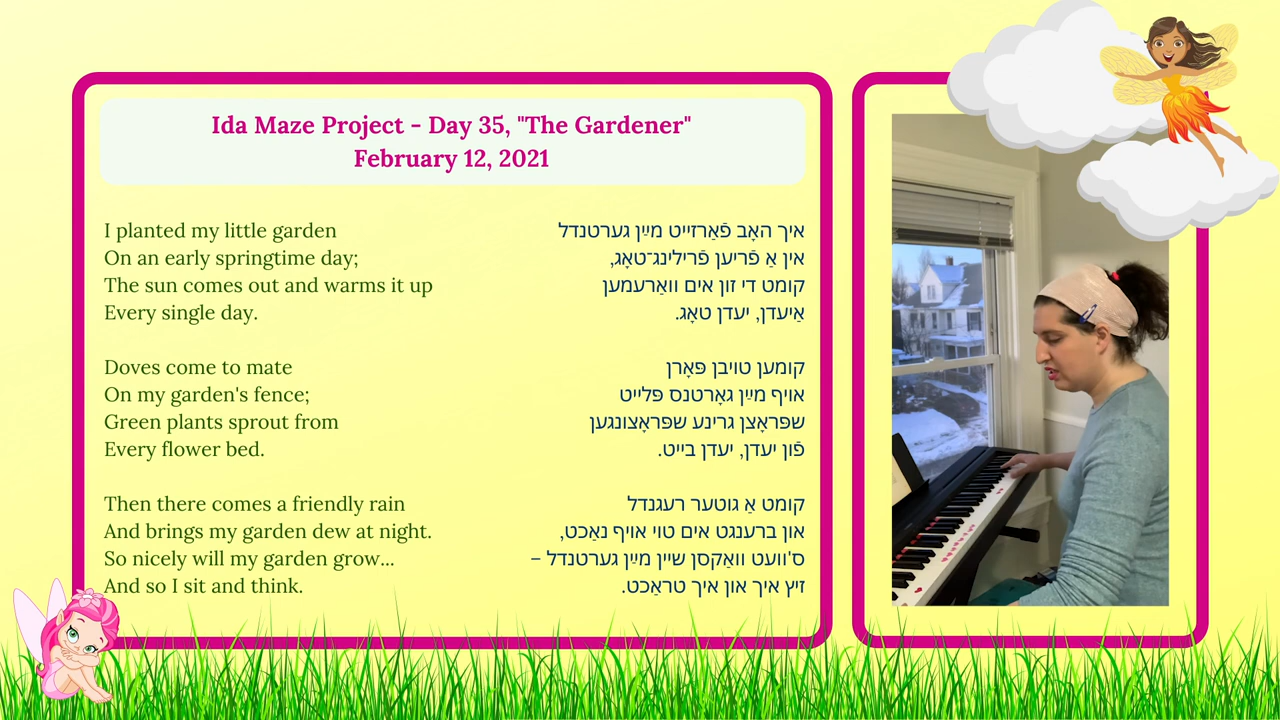 Ida Maze Project - Day 35, "The Gardener"
February 12, 2021
I planted my little garden
On an early springtime day;
The sun comes out and warms it up
Every single day.
Doves come to mate
On my garden's fence;
Green plants sprout from
Every flower bed.
Then there comes a friendly rain
And brings my garden dew at night.
So nicely will my garden grow...
And so I sit and think.
איך האָב פֿאַרזייט מײַן גערטנדל
אין אַ פֿריִען פֿרילינג־טאָג,
קומט די זון אים וואַרעמען
אַיעדן, יעדן טאָג.
קומען טויבן פּאָרן
אויף מײַן גאָרטנס פּלייט
שפּראָצן גרינע שפּראָצונגען
פֿון יעדן, יעדן בייט.
קומט אַ גוטער רעגנדל
און ברענגט אים טוי אויף נאַכט,
ס'וועט וואַקסן שיין מײַן גערטנדל –
זיץ איך און איך טראַכט.